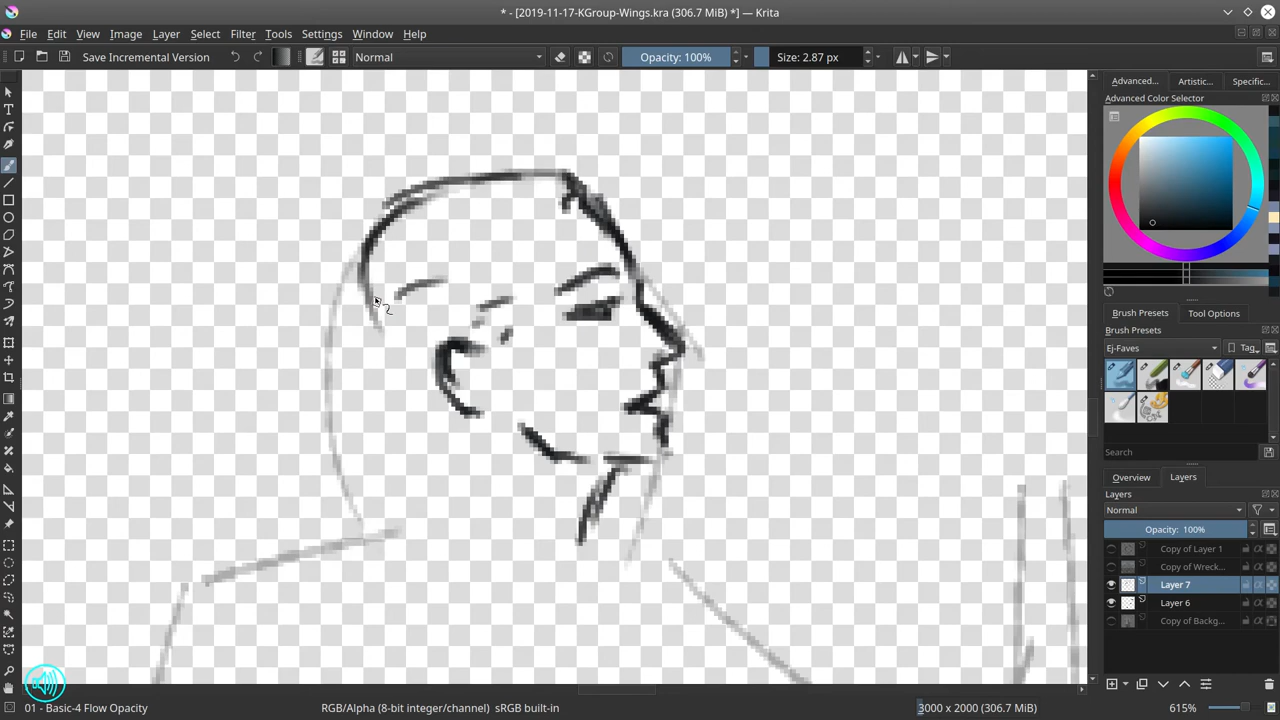 * - [2019-11-17-KGroup-Wings.kra (306.7 MiB) *] — Krita
File Edit View Image Layer Select Filter Tools Settings Window Help
Save Incremental Version Normal Opacity: 100% Size: 2.87 px
Advanced... Artistic... Specific...
Advanced Color Selector
Brush Presets Tool Options
Brush Presets
Ej-Faves Tag
Search
Overview Layers
Layers
Normal
Opacity: 100%
Copy of Layer 1
Copy of Wreck...
Layer 7
Layer 6
Copy of Backg...
01 - Basic-4 Flow Opacity RGB/Alpha (8-bit integer/channel) sRGB built-in 3000 x 2000 (306.7 MiB) 615%